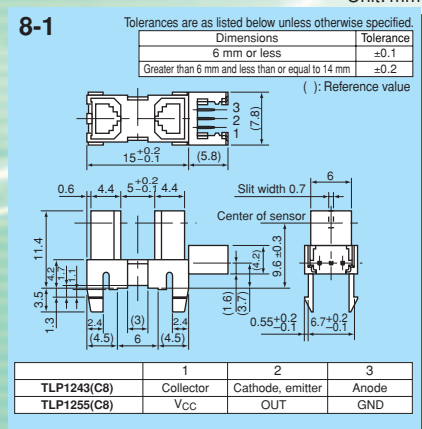 Unit: mm
8-1
Tolerances are as listed below unless otherwise specified.
Dimensions Tolerance
6 mm or less ±0.1
Greater than 6 mm and less than or equal to 14 mm ±0.2
( ): Reference value
3
2
1
(7.8)
15+0.2−0.1
(5.8)
0.6 4.4 5+0.2−0.1 4.4
6
Slit width 0.7
Center of sensor
11.4
4.2
1.7
1.1
3.5
1.3
(4.2)
9.6 ±0.3
(1.6)
(3.7)
2.4 (3) 2.4
(4.5) 6 (4.5)
0.55+0.2−0.1 6.7+0.2−0.1
1 2 3
TLP1243(C8) Collector Cathode, emitter Anode
TLP1255(C8) VCC OUT GND